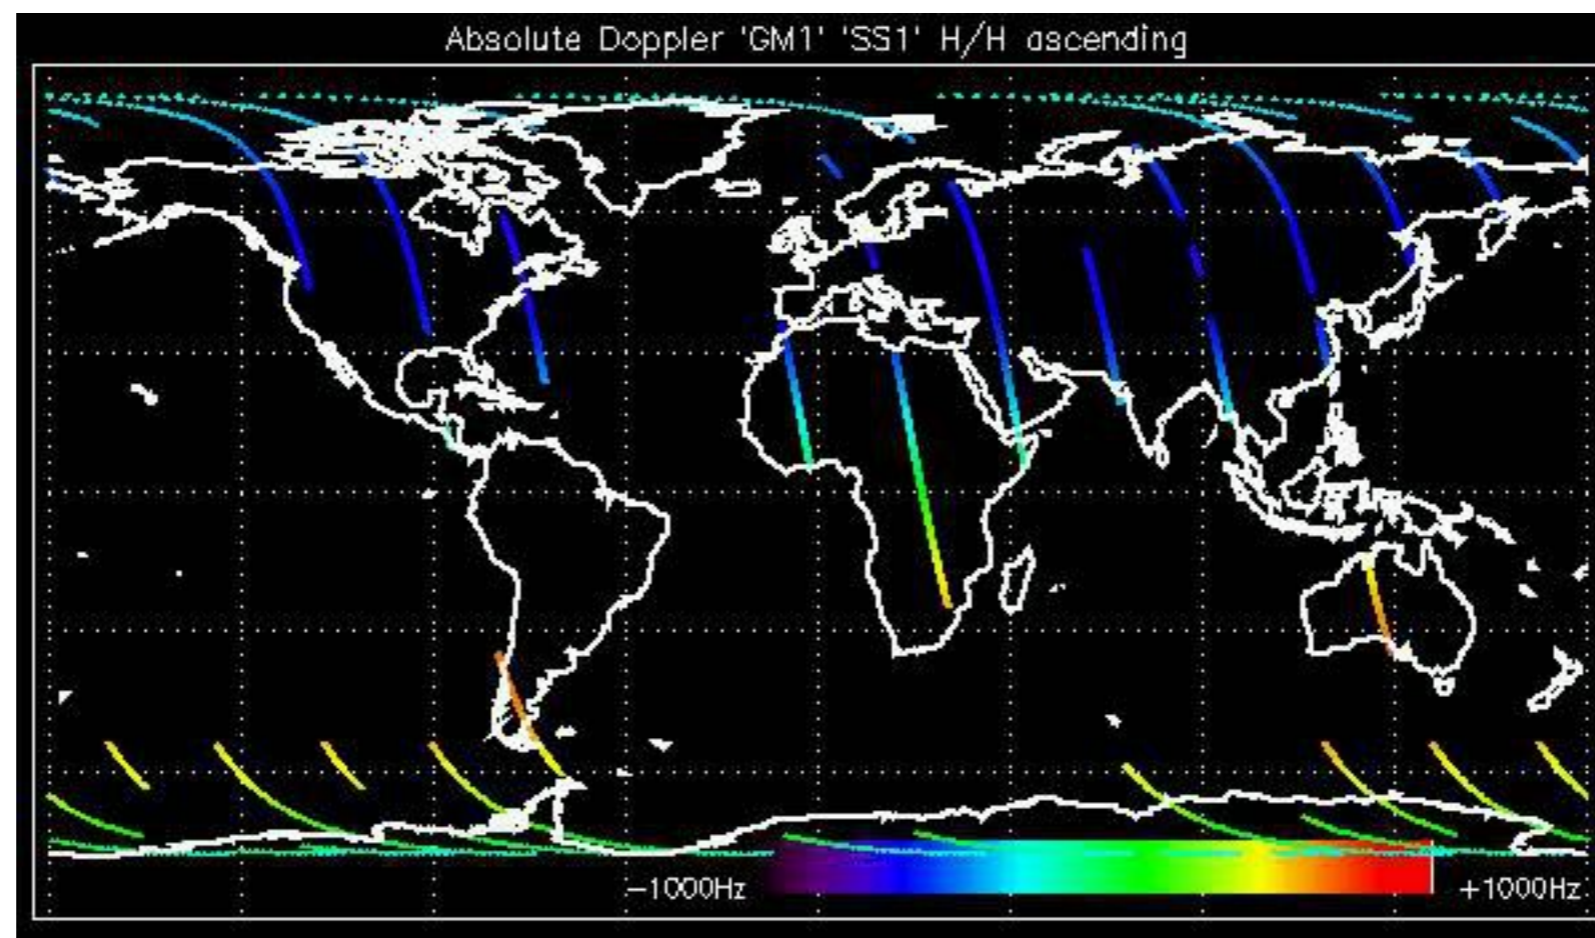 Absolute Doppler 'GM1' 'SS1' H/H ascending
-1000Hz
+1000Hz